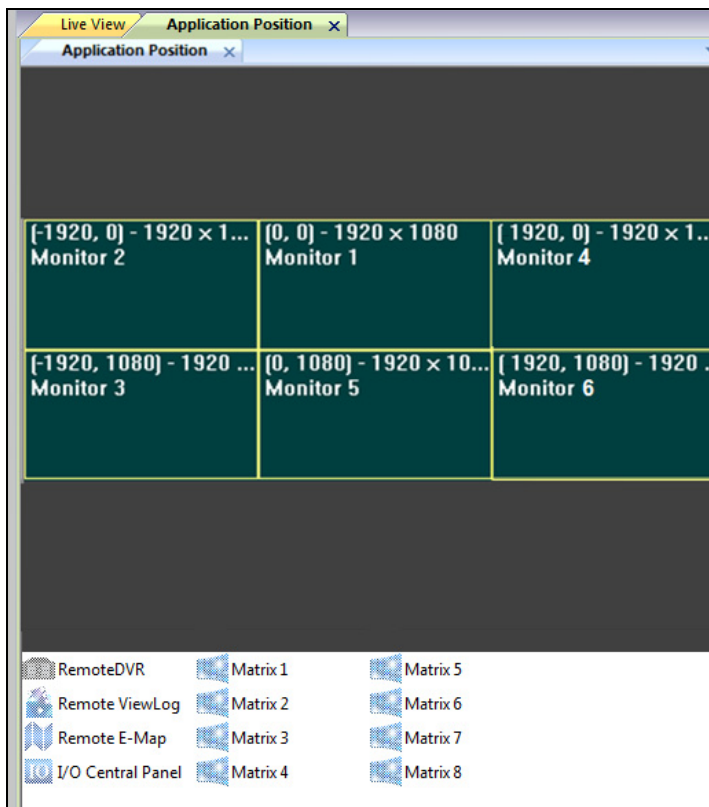 Live View Application Position x
Application Position x
(-1920, 0) - 1920 × 1... (0, 0) - 1920 × 1080 ( 1920, 0) - 1920 × 1..
Monitor 2 Monitor 1 Monitor 4
(-1920, 1080) - 1920 ... (0, 1080) - 1920 × 10... ( 1920, 1080) - 1920 .
Monitor 3 Monitor 5 Monitor 6
RemoteDVR Matrix 1 Matrix 5
Remote ViewLog Matrix 2 Matrix 6
Remote E-Map Matrix 3 Matrix 7
I/O I/O Central Panel Matrix 4 Matrix 8